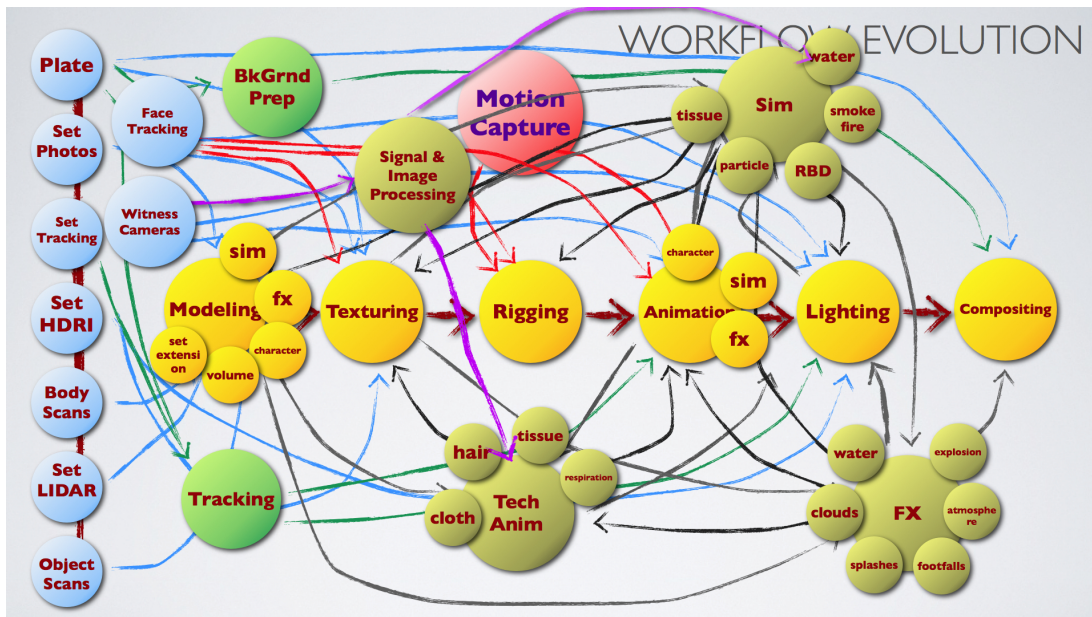 WORKFLOW EVOLUTION
Plate
Set
Photos
Set
Tracking
Set
HDRI
Body
Scans
Set
LIDAR
Object
Scans
Face
Tracking
Witness
Cameras
BkGrnd
Prep
Tracking
Signal &
Image
Processing
Motion
Capture
Sim
water
tissue
smoke
fire
particle
RBD
Modeling
sim
fx
character
volume
set
extensi
on
Texturing
Rigging
Animation
character
sim
fx
Lighting
Compositing
Tech
Anim
hair
tissue
respiration
cloth
FX
water
explosion
clouds
atmosphe
re
splashes
footfalls